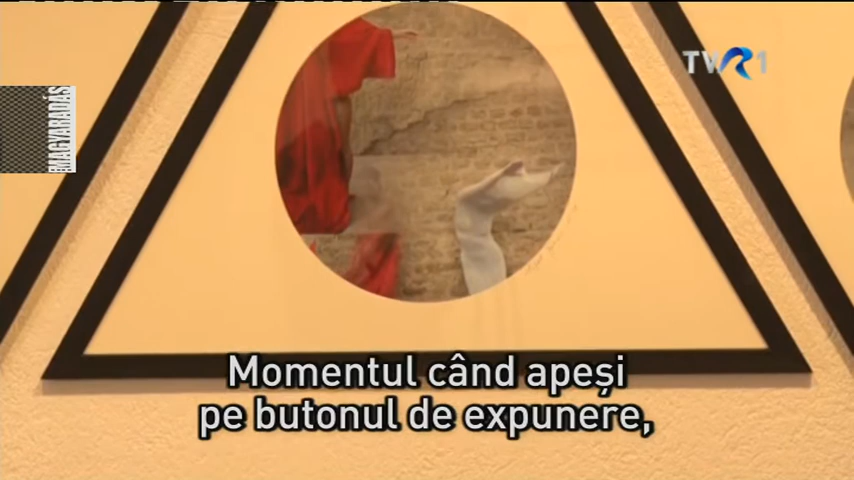 TVR1
MAGYARADÁS
Momentul când apeși
pe butonul de expunere,